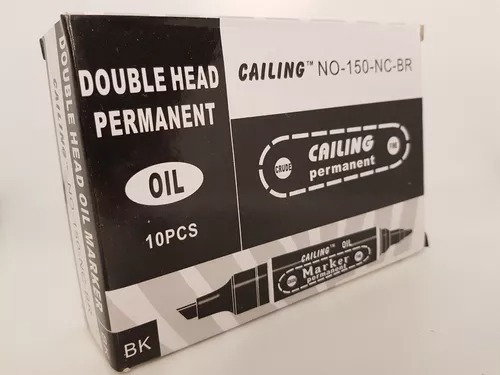 DOUBLE HEAD
PERMANENT
OIL
10PCS
BK
CAILING™ NO-150-NC-BR
CRUDE
CAILING
permanent
FINE
CAILING™ OIL
Marker
permanent
DOUBLE HEAD OIL MARKER
CAILING